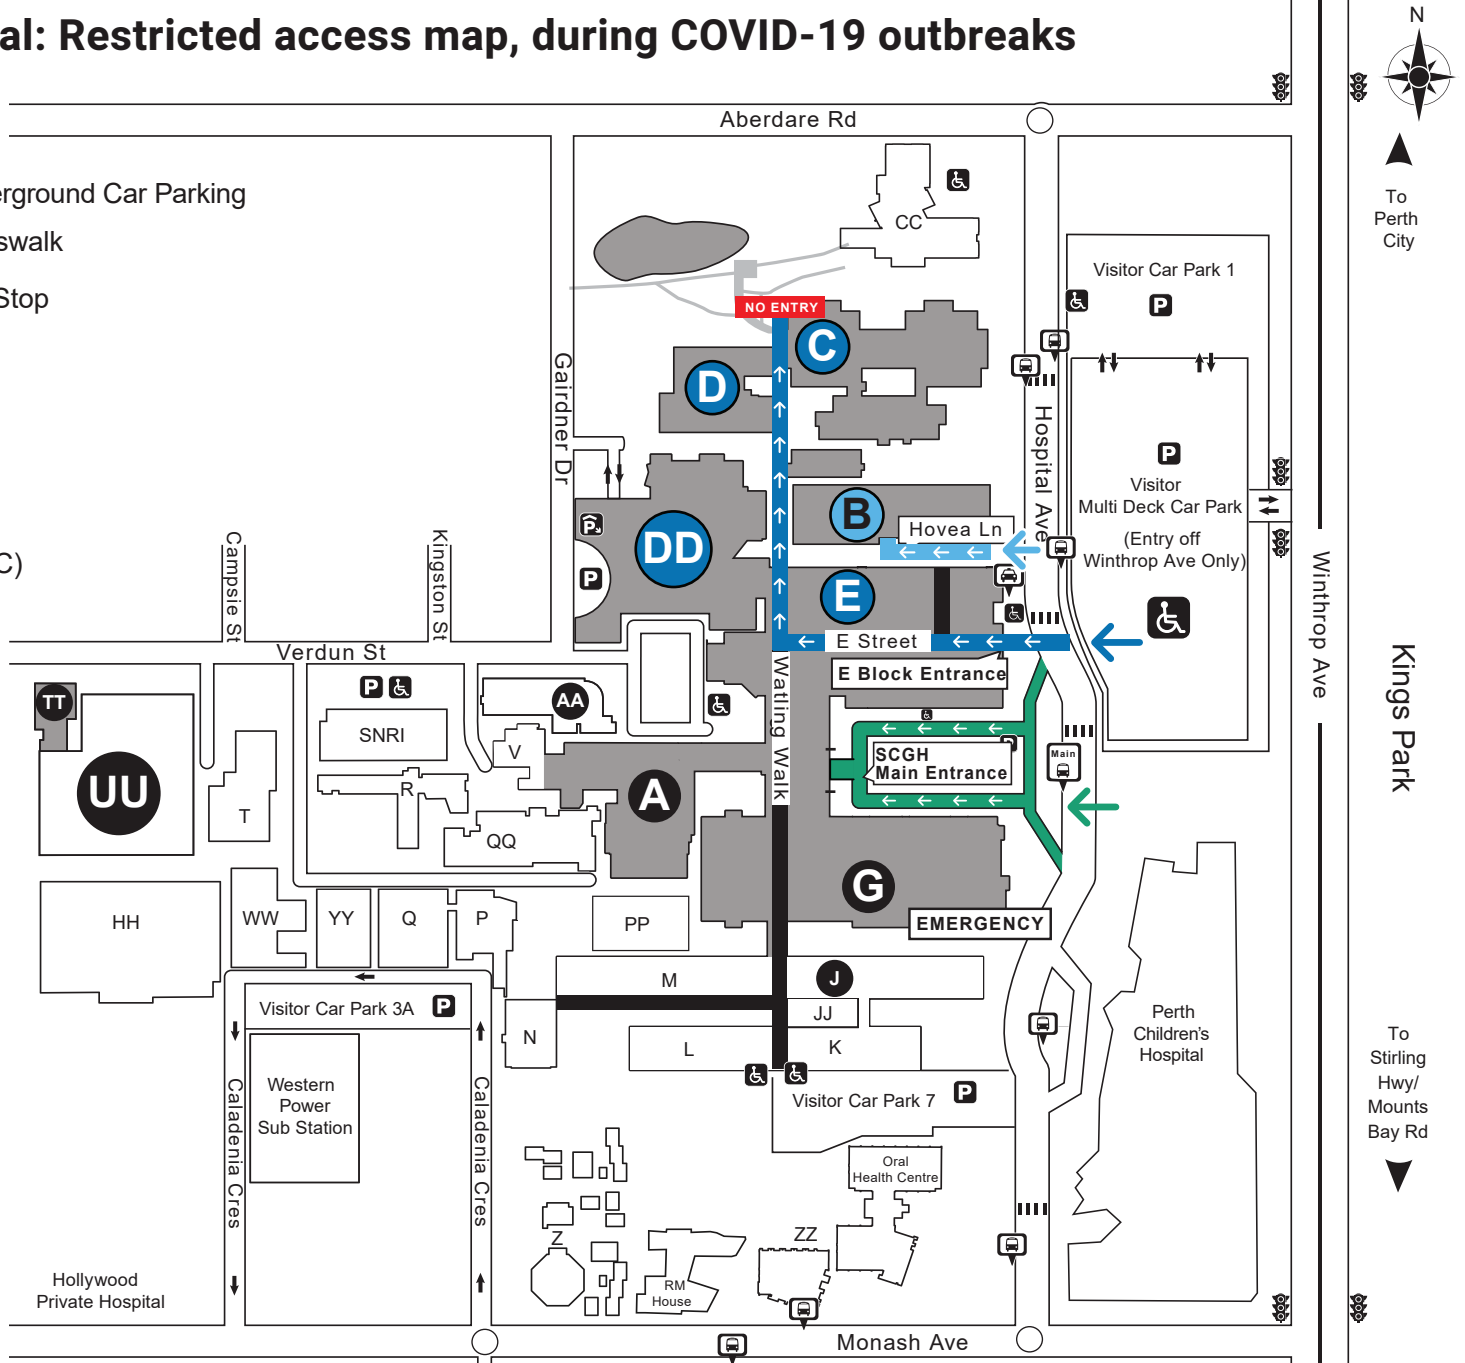 al: Restricted access map, during COVID-19 outbreaks
N
Aberdare Rd
To
Perth
City
erground Car Parking
swalk
Stop
C)
CC
Visitor Car Park 1
P
NO ENTRY
C
D
Gairdner Dr
Hospital Ave
P
Visitor
Multi Deck Car Park
(Entry off
Winthrop Ave Only)
B
Hovea Ln
P
DD
P
E
Campsie St
Kingston St
Winthrop Ave
Kings Park
Verdun St
E Street
E Block Entrance
Watling Walk
TT
P
AA
SNRI
V
UU
T
R
QQ
A
SCGH
Main Entrance
P
Main
G
EMERGENCY
HH
WW
YY
Q
P
PP
M
J
JJ
Visitor Car Park 3A
P
N
L
K
Perth
Children's
Hospital
To
Stirling
Hwy/
Mounts
Bay Rd
Western
Power
Sub Station
Caladenia Cres
Caladenia Cres
Visitor Car Park 7
P
Oral
Health Centre
Z
ZZ
RM
House
Hollywood
Private Hospital
Monash Ave